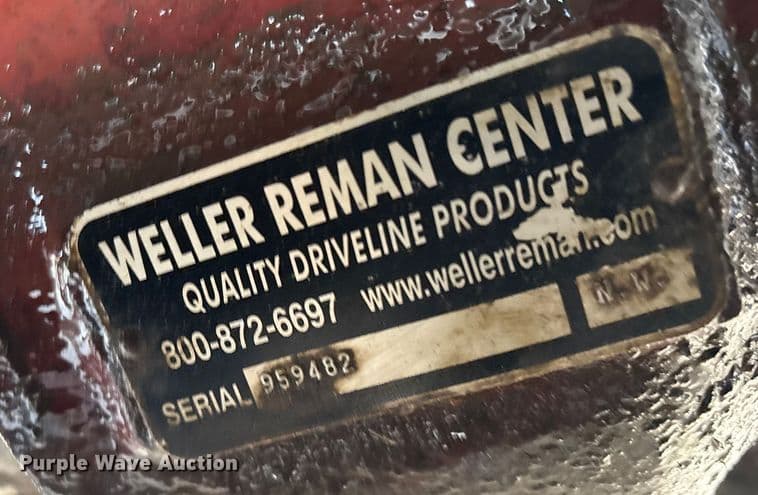 WELLER REMAN CENTER
QUALITY DRIVELINE PRODUCTS
800-872-6697 www.wellerreman.com
SERIAL 959482 N.W.
Purple Wave Auction